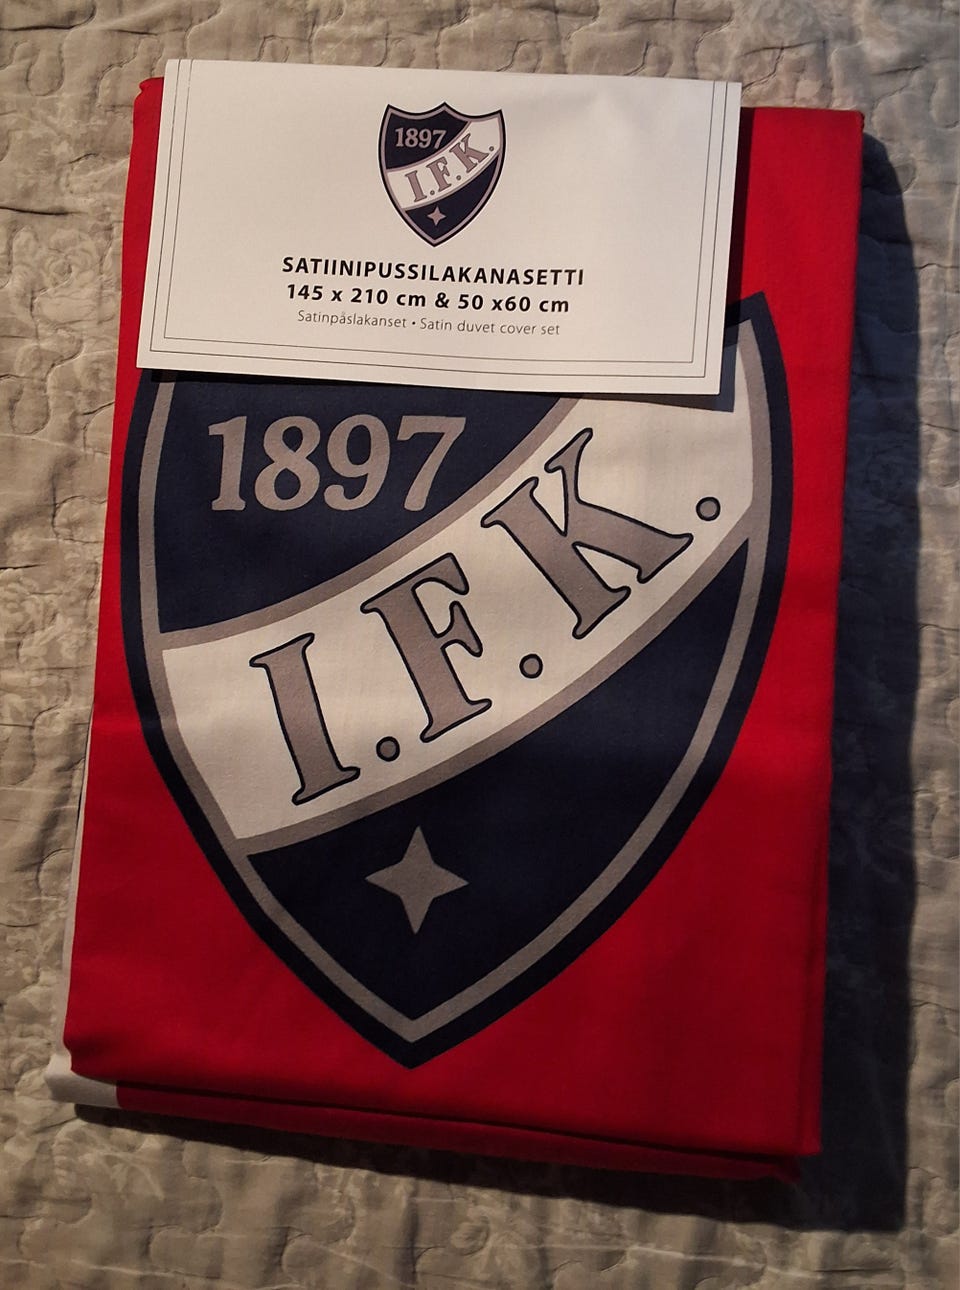 1897
I.F.K.
SATIINIPUSSILAKANASETTI
145 x 210 cm & 50 x60 cm
Satinpåslakanset • Satin duvet cover set
1897
I.F.K.